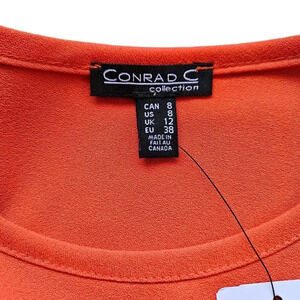 CONRAD C
collection
CAN 8
US 8
UK 12
EU 38
MADE IN
FAIT AU
CANADA